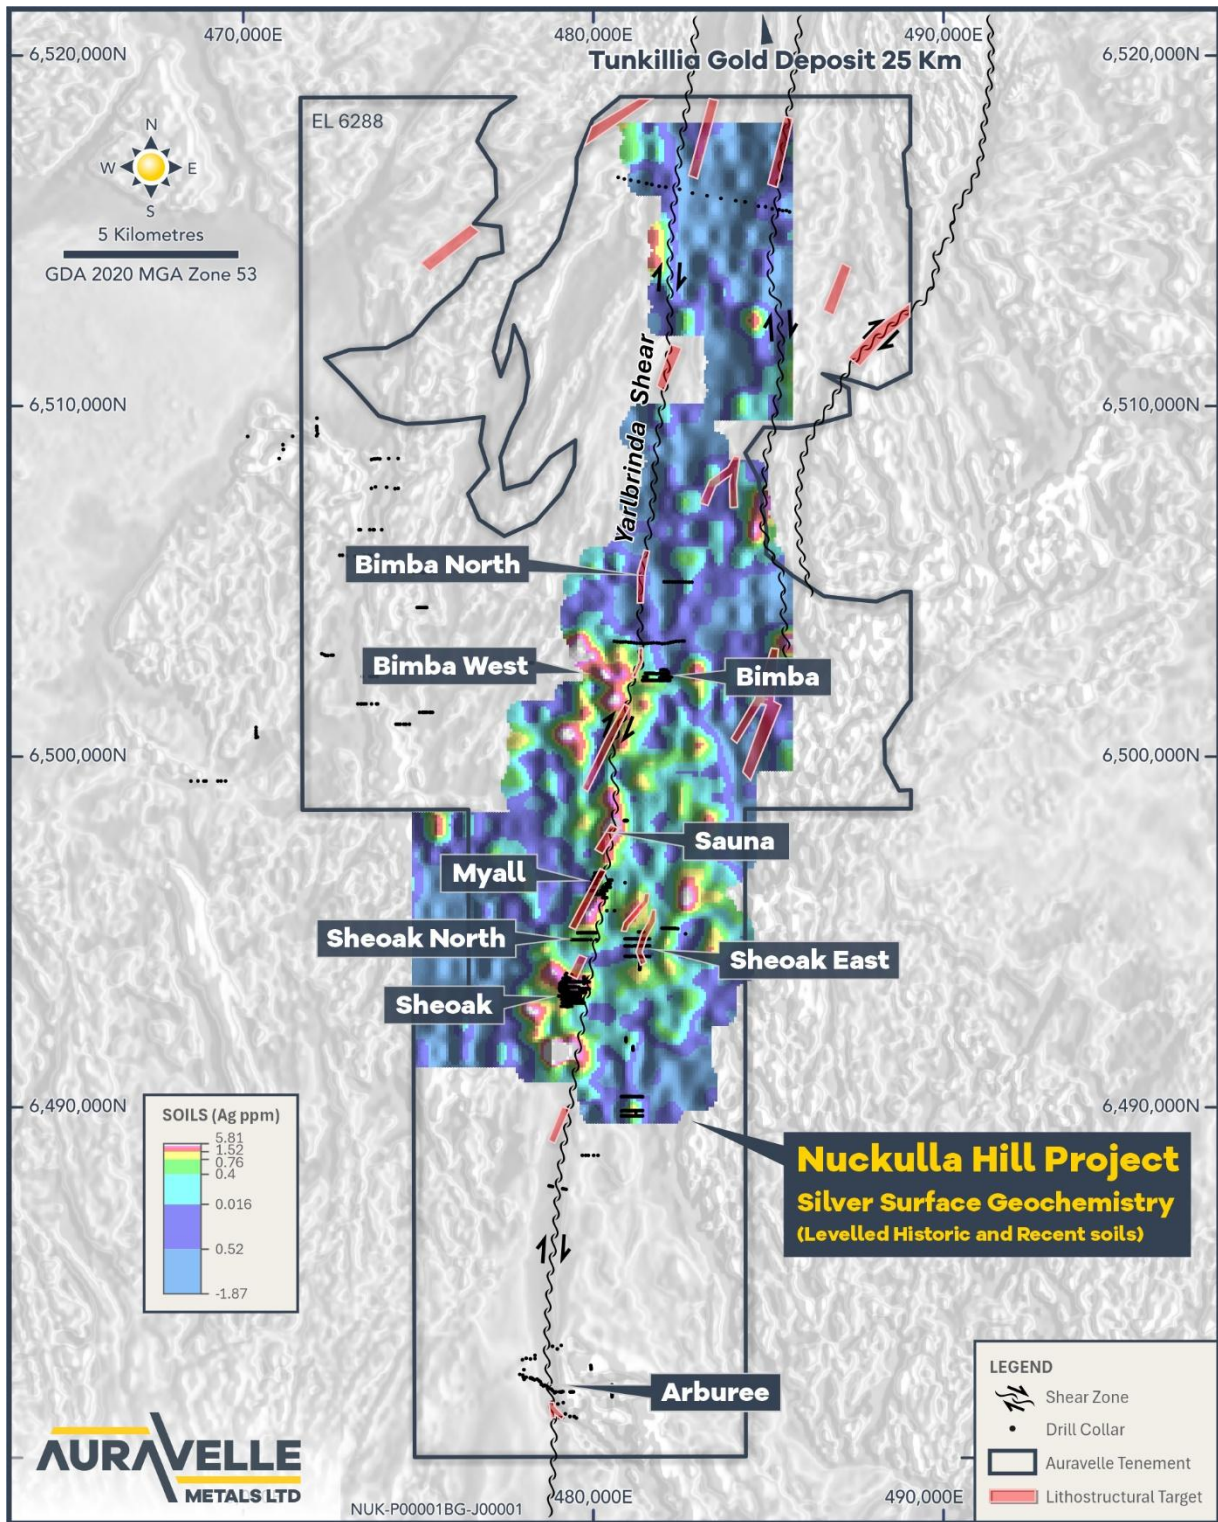 470,000E
480,000E
490,000E
6,520,000N
6,520,000N
Tunkillia Gold Deposit 25 Km
EL 6288
N
W
E
S
5 Kilometres
GDA 2020 MGA Zone 53
Yarlbrinda Shear
6,510,000N
6,510,000N
Bimba North
Bimba West
Bimba
6,500,000N
6,500,000N
Sauna
Myall
Sheoak North
Sheoak East
Sheoak
6,490,000N
6,490,000N
SOILS (Ag ppm)
5.81
1.52
0.76
0.4
0.016
0.52
-1.87
Nuckulla Hill Project
Silver Surface Geochemistry
(Levelled Historic and Recent soils)
Arburee
LEGEND
Shear Zone
Drill Collar
Auravelle Tenement
Lithostructural Target
AURAVELLE
METALS LTD
NUK-P00001BG-J00001
480,000E
490,000E